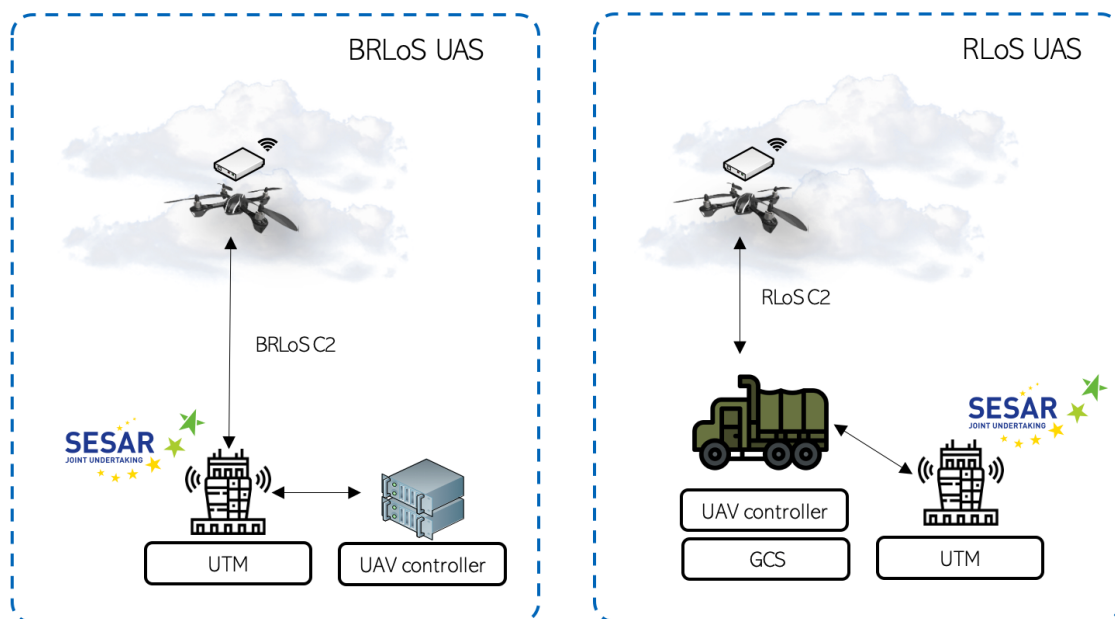 BRLoS UAS
BRLoS C2
SESAR
JOINT UNDERTAKING
UTM
UAV controller
RLoS UAS
RLoS C2
SESAR
JOINT UNDERTAKING
UAV controller
GCS
UTM